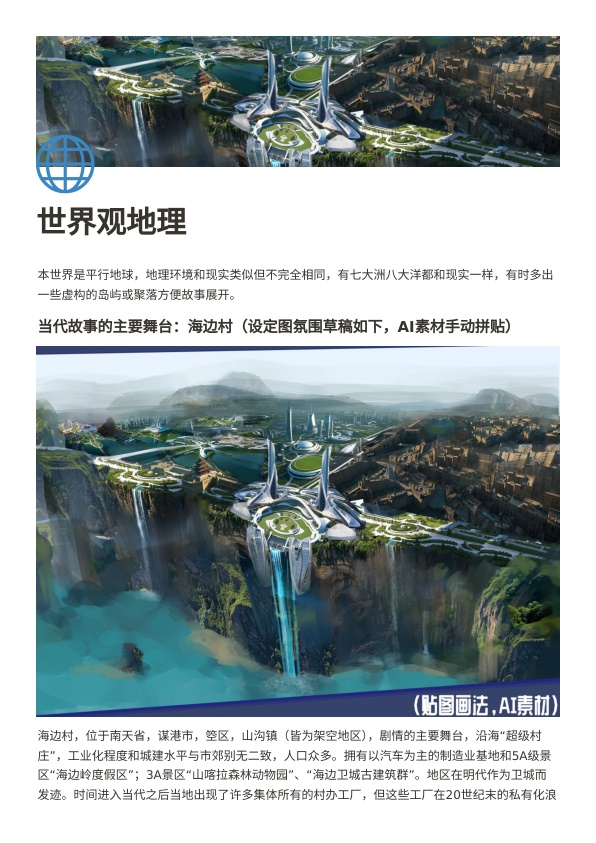 世界观地理
本世界是平行地球，地理环境和现实类似但不完全相同，有七大洲八大洋都和现实一样，有时多出
一些虚构的岛屿或聚落方便故事展开。
当代故事的主要舞台：海边村（设定图氛围草稿如下，AI素材手动拼贴）
（贴图画法,AI素材）
海边村，位于南天省，谋港市，箜区，山沟镇（皆为架空地区），剧情的主要舞台，沿海“超级村
庄”，工业化程度和城建水平与市郊别无二致，人口众多。拥有以汽车为主的制造业基地和5A级景
区“海边岭度假区”；3A景区“山喀拉森林动物园”、“海边卫城古建筑群”。地区在明代作为卫城而
发迹。时间进入当代之后当地出现了许多集体所有的村办工厂，但这些工厂在20世纪末的私有化浪